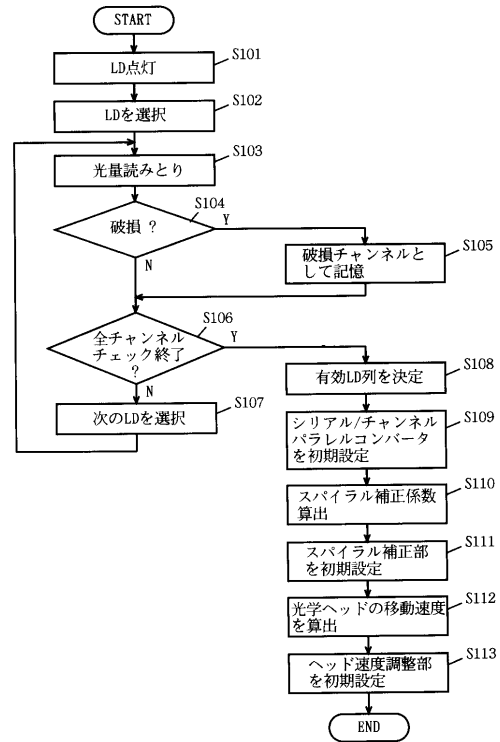 START
LD点灯
S101
LDを選択
S102
光量読みとり
S103
破損 ?
S104
Y
N
破損チャンネルと
して記憶
S105
全チャンネル
チェック終了
?
S106
Y
N
次のLDを選択
S107
有効LD列を決定
S108
シリアル/チャンネル
パラレルコンバータ
を初期設定
S109
スパイラル補正係数
算出
S110
スパイラル補正部
を初期設定
S111
光学ヘッドの移動速度
を算出
S112
ヘッド速度調整部
を初期設定
S113
END